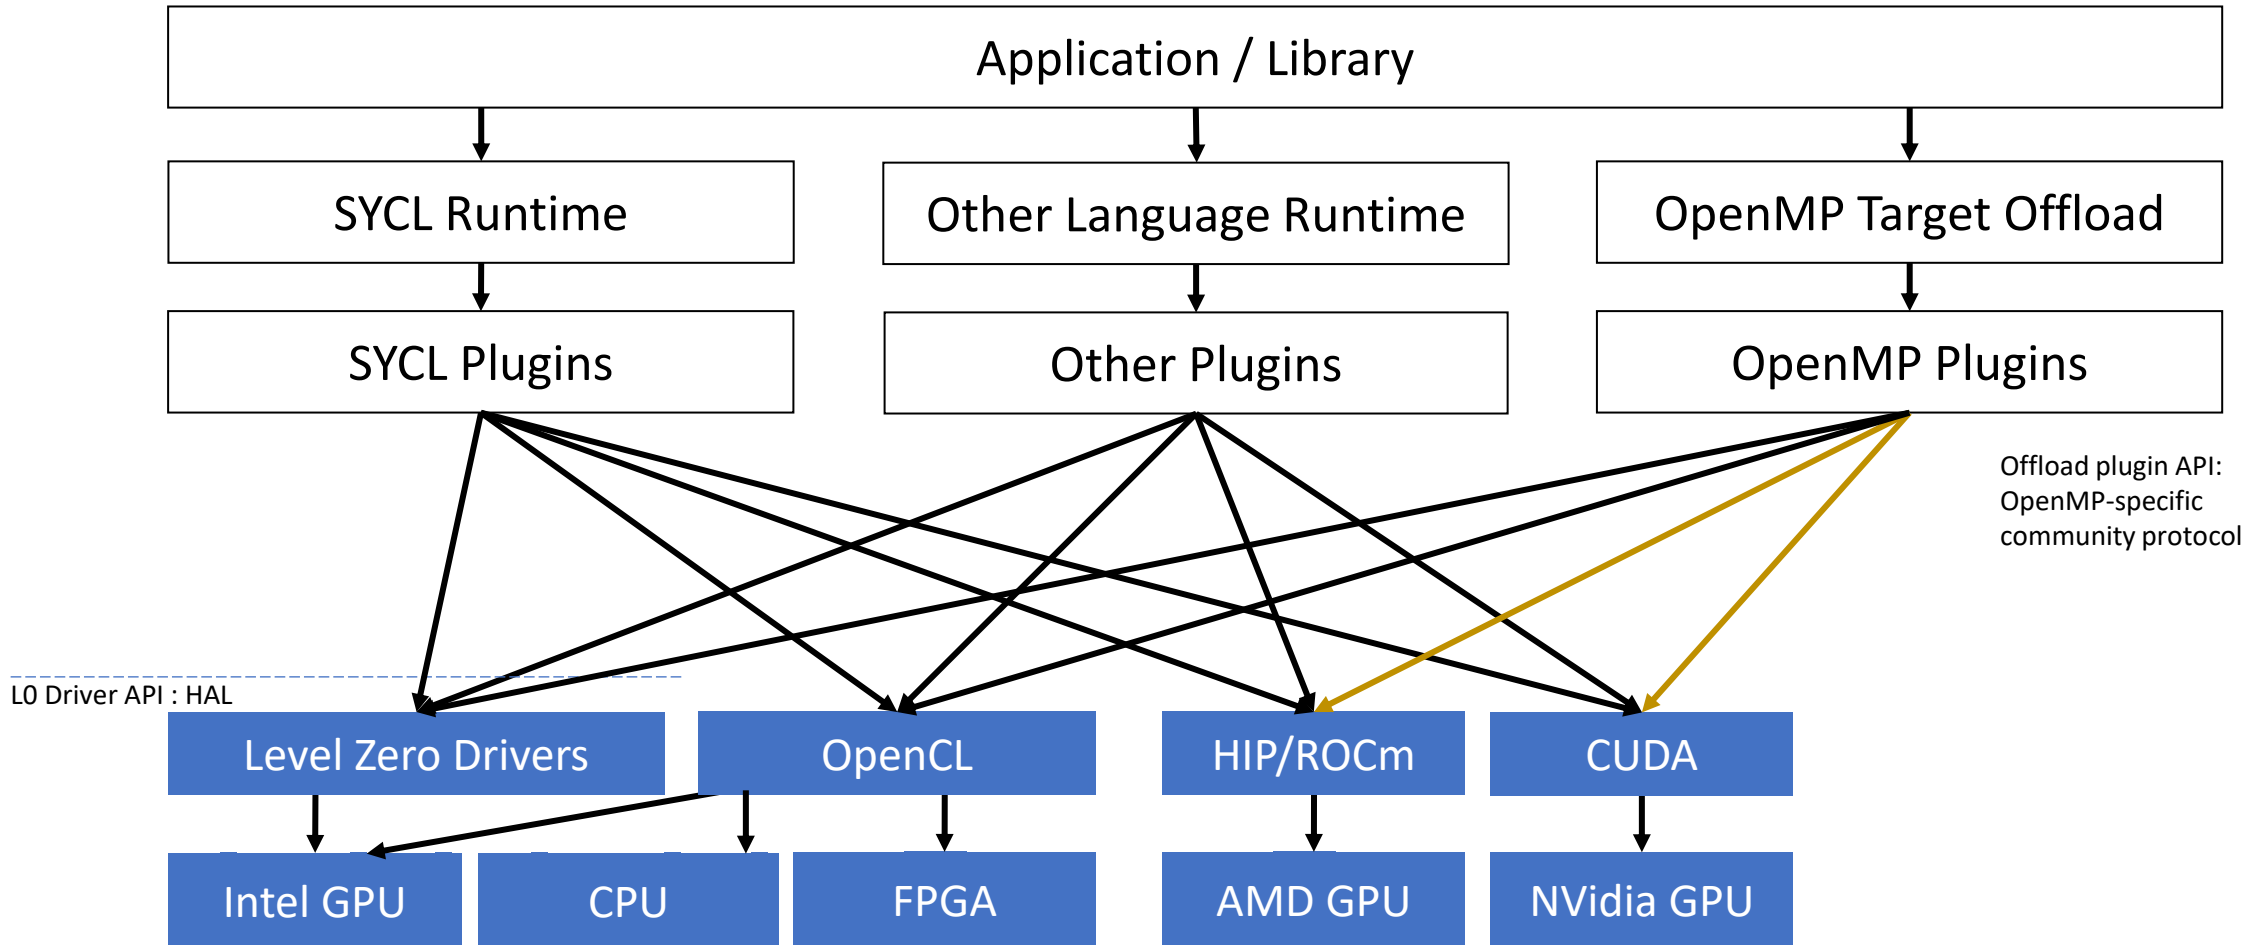 Application / Library
SYCL Runtime
Other Language Runtime
OpenMP Target Offload
SYCL Plugins
Other Plugins
OpenMP Plugins
Offload plugin API:
OpenMP-specific
community protocol
L0 Driver API : HAL
Level Zero Drivers
OpenCL
HIP/ROCm
CUDA
Intel GPU
CPU
FPGA
AMD GPU
NVidia GPU